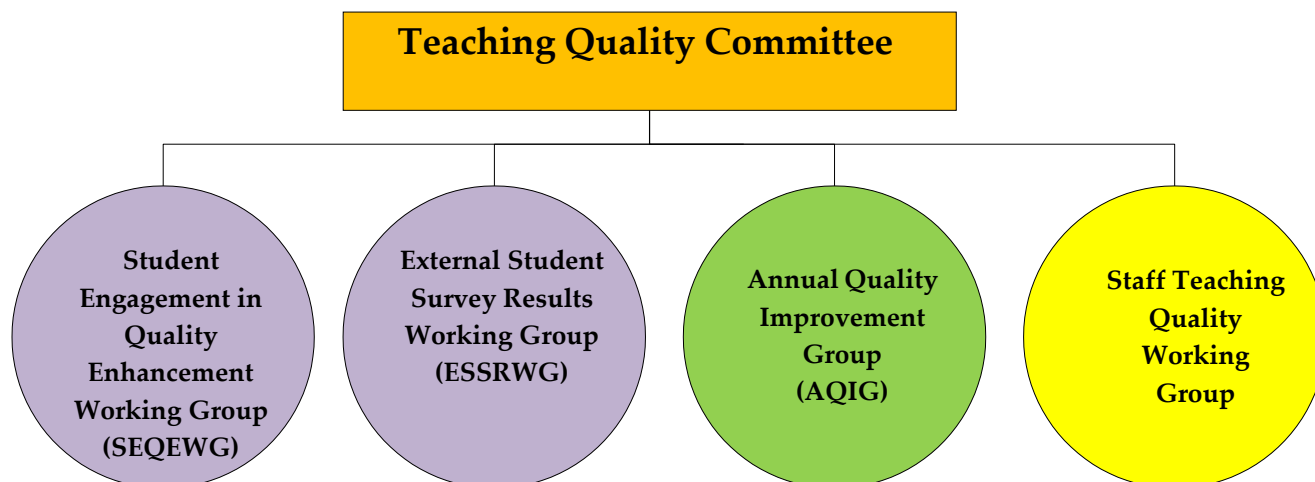 Teaching Quality Committee
Student
Engagement in
Quality
Enhancement
Working Group
(SEQEWG)
External Student
Survey Results
Working Group
(ESSRWG)
Annual Quality
Improvement
Group
(AQIG)
Staff Teaching
Quality
Working
Group